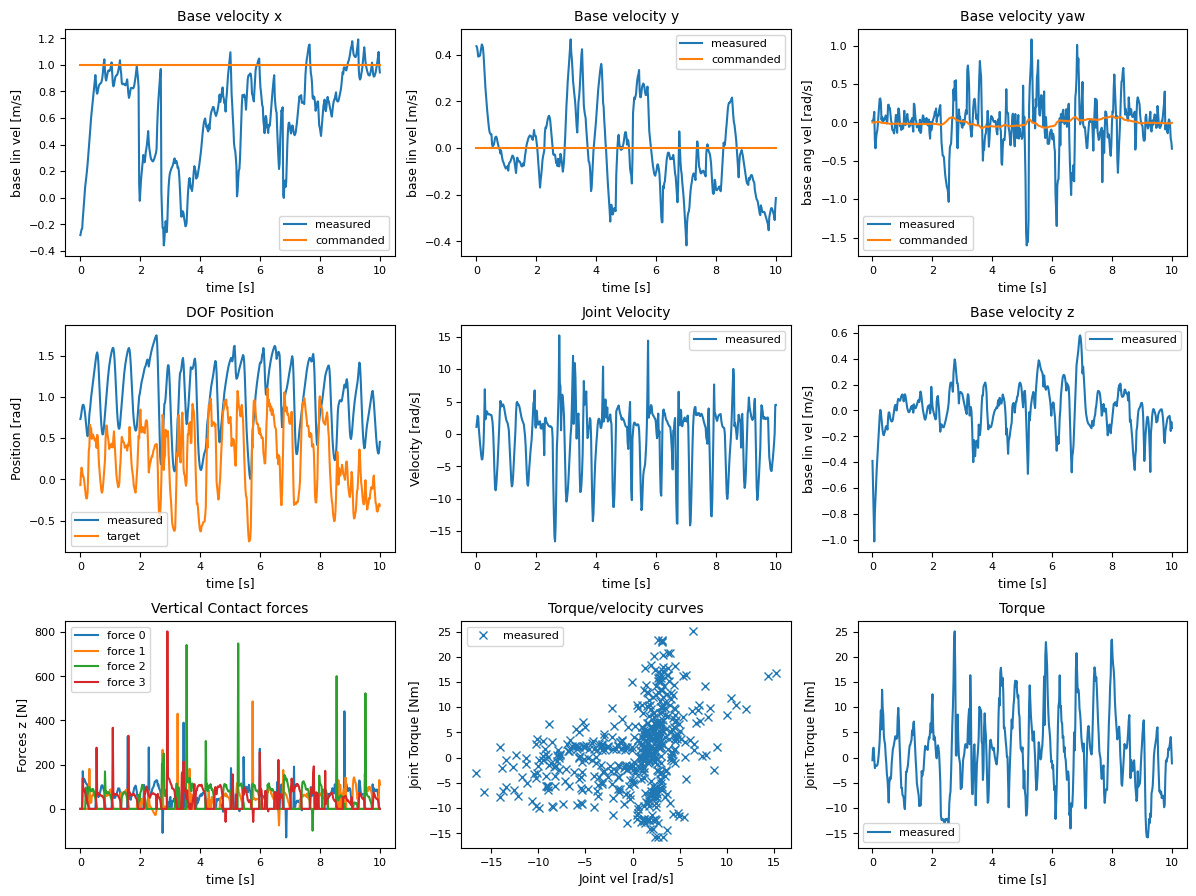 Base velocity x
base lin vel [m/s]
1.2
1.0
0.8
0.6
0.4
0.2
0.0
−0.2
−0.4
measured
commanded
0 2 4 6 8 10
time [s]
Base velocity y
base lin vel [m/s]
0.4
0.2
0.0
−0.2
−0.4
measured
commanded
0 2 4 6 8 10
time [s]
Base velocity yaw
base ang vel [rad/s]
1.0
0.5
0.0
−0.5
−1.0
−1.5
measured
commanded
0 2 4 6 8 10
time [s]
DOF Position
Position [rad]
1.5
1.0
0.5
0.0
−0.5
measured
target
0 2 4 6 8 10
time [s]
Joint Velocity
Velocity [rad/s]
15
10
5
0
−5
−10
−15
measured
0 2 4 6 8 10
time [s]
Base velocity z
base lin vel [m/s]
0.6
0.4
0.2
0.0
−0.2
−0.4
−0.6
−0.8
−1.0
measured
0 2 4 6 8 10
time [s]
Vertical Contact forces
Forces z [N]
800
600
400
200
0
force 0
force 1
force 2
force 3
0 2 4 6 8 10
time [s]
Torque/velocity curves
Joint Torque [Nm]
25
20
15
10
5
0
−5
−10
−15
measured
−15 −10 −5 0 5 10 15
Joint vel [rad/s]
Torque
Joint Torque [Nm]
25
20
15
10
5
0
−5
−10
−15
measured
0 2 4 6 8 10
time [s]